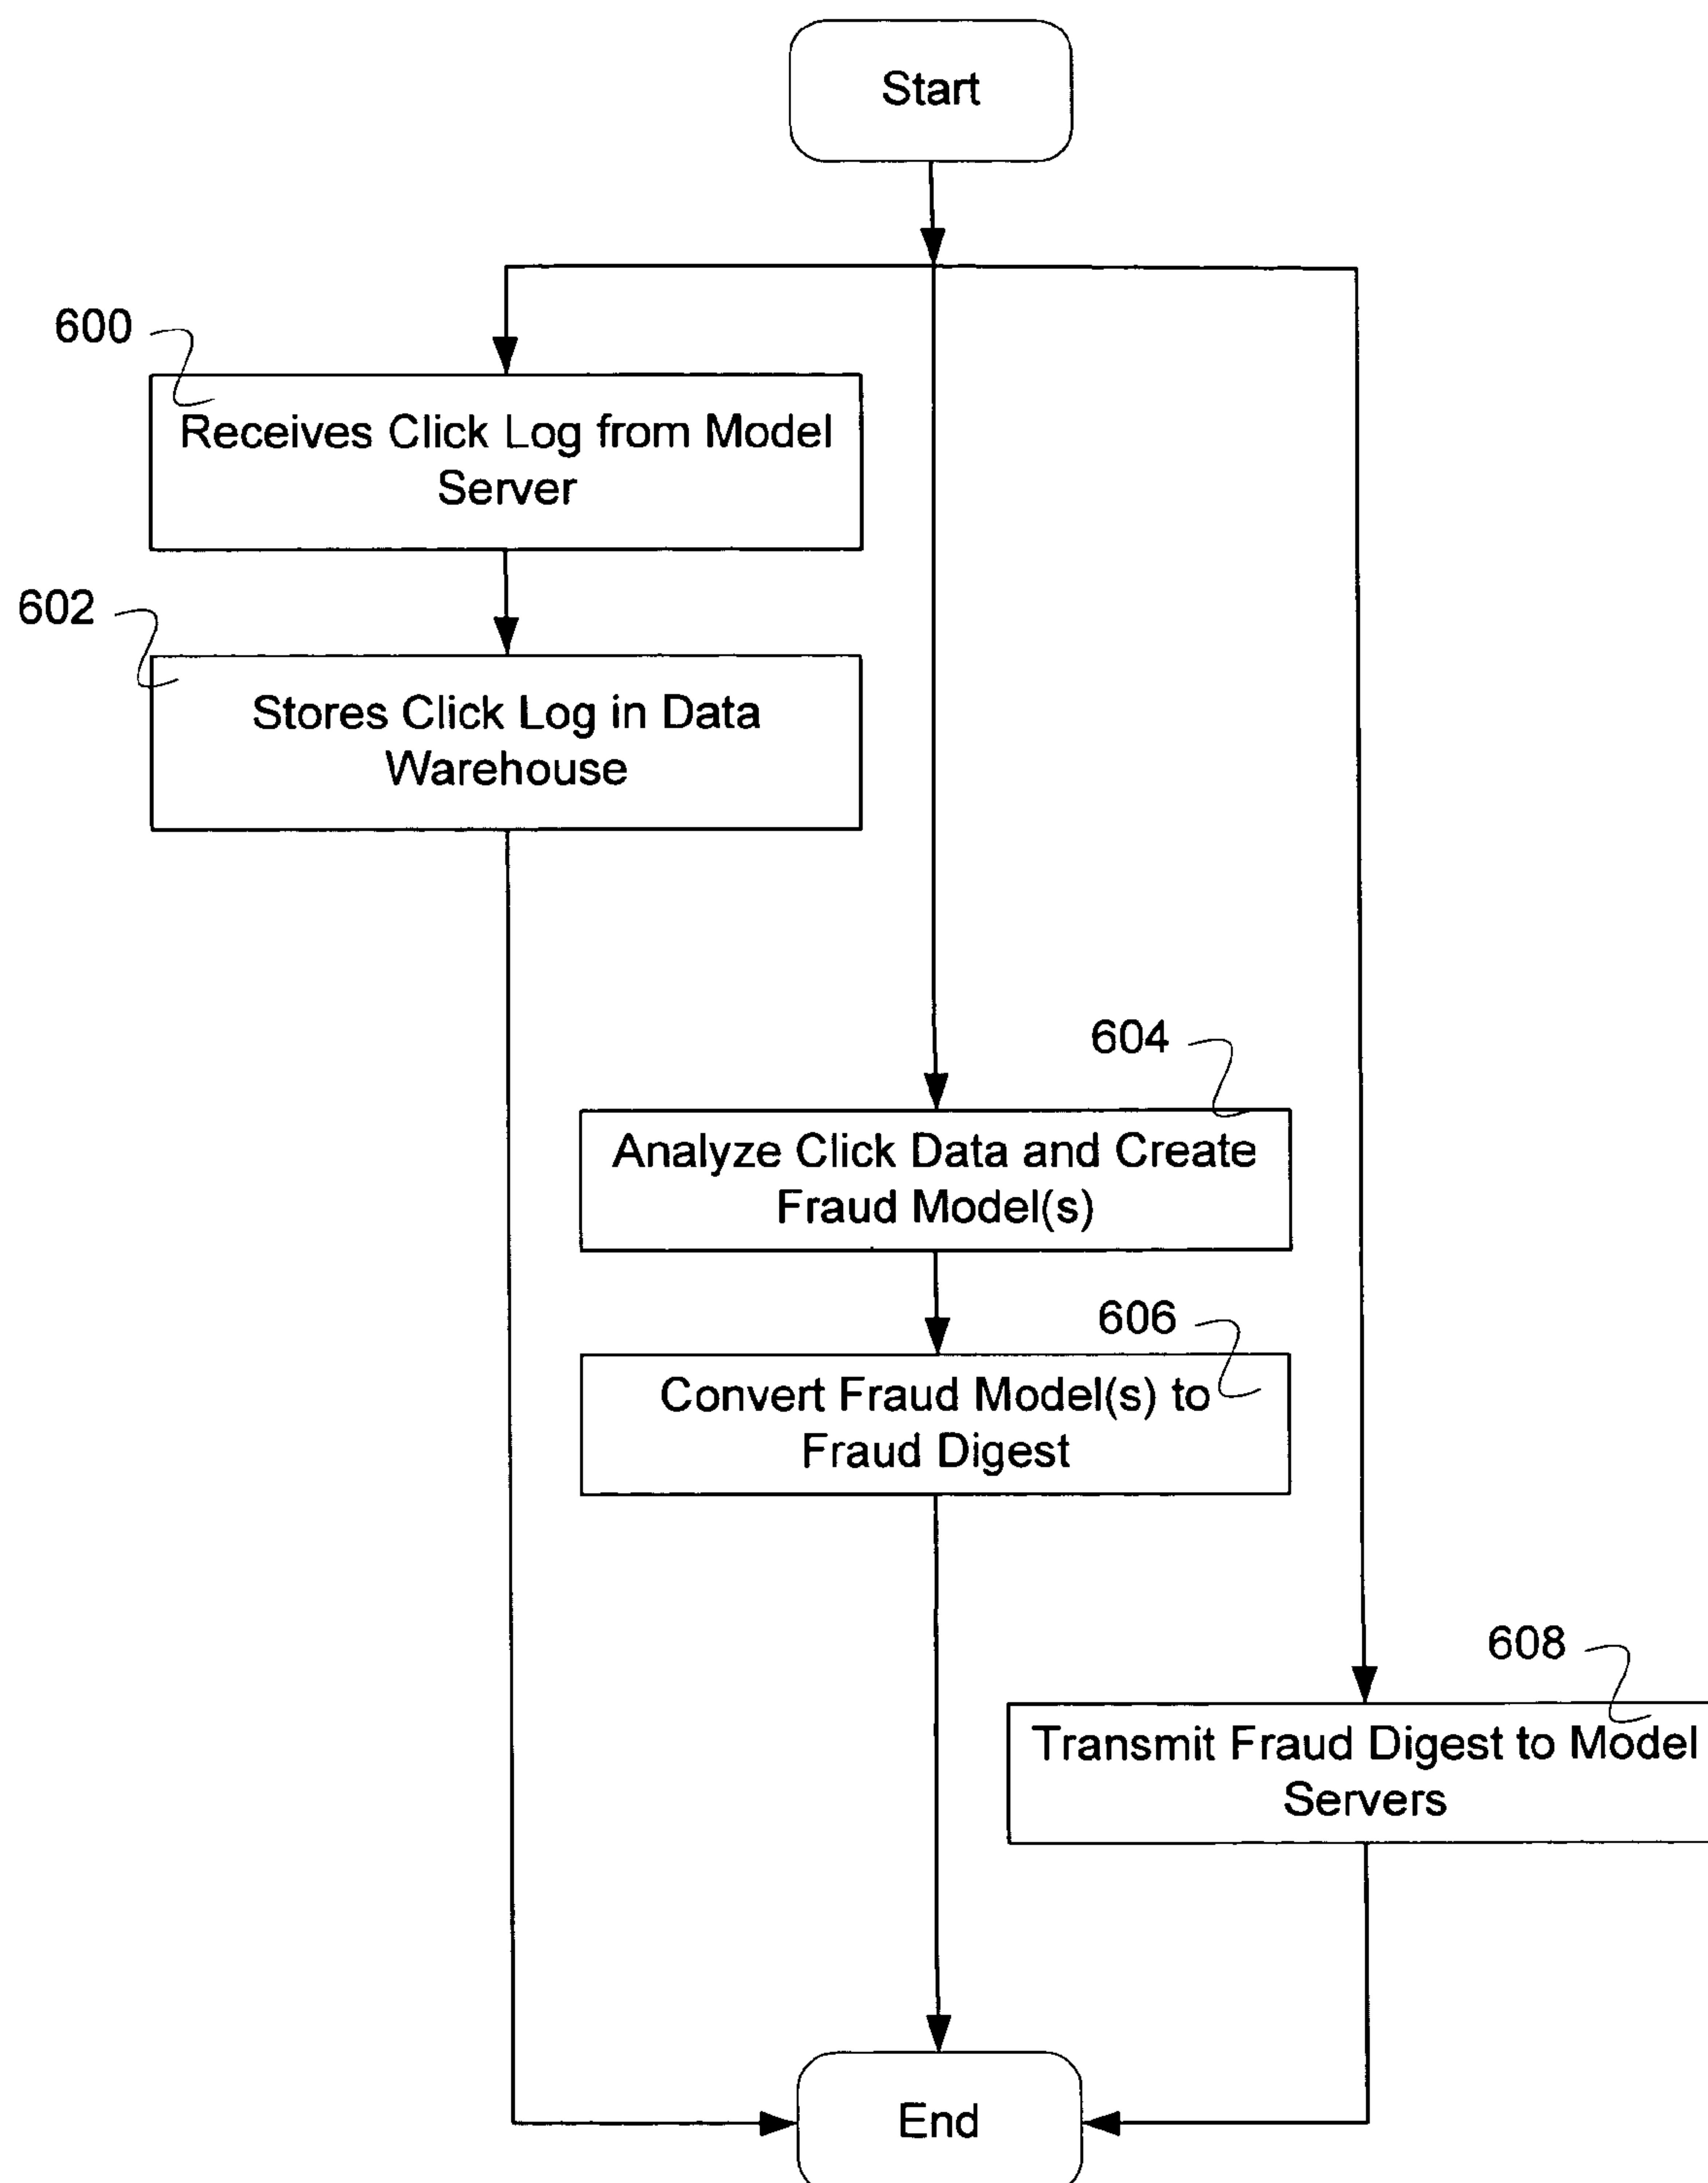 Start
600
Receives Click Log from Model
Server
602
Stores Click Log in Data
Warehouse
604
Analyze Click Data and Create
Fraud Model(s)
606
Convert Fraud Model(s) to
Fraud Digest
608
Transmit Fraud Digest to Model
Servers
End